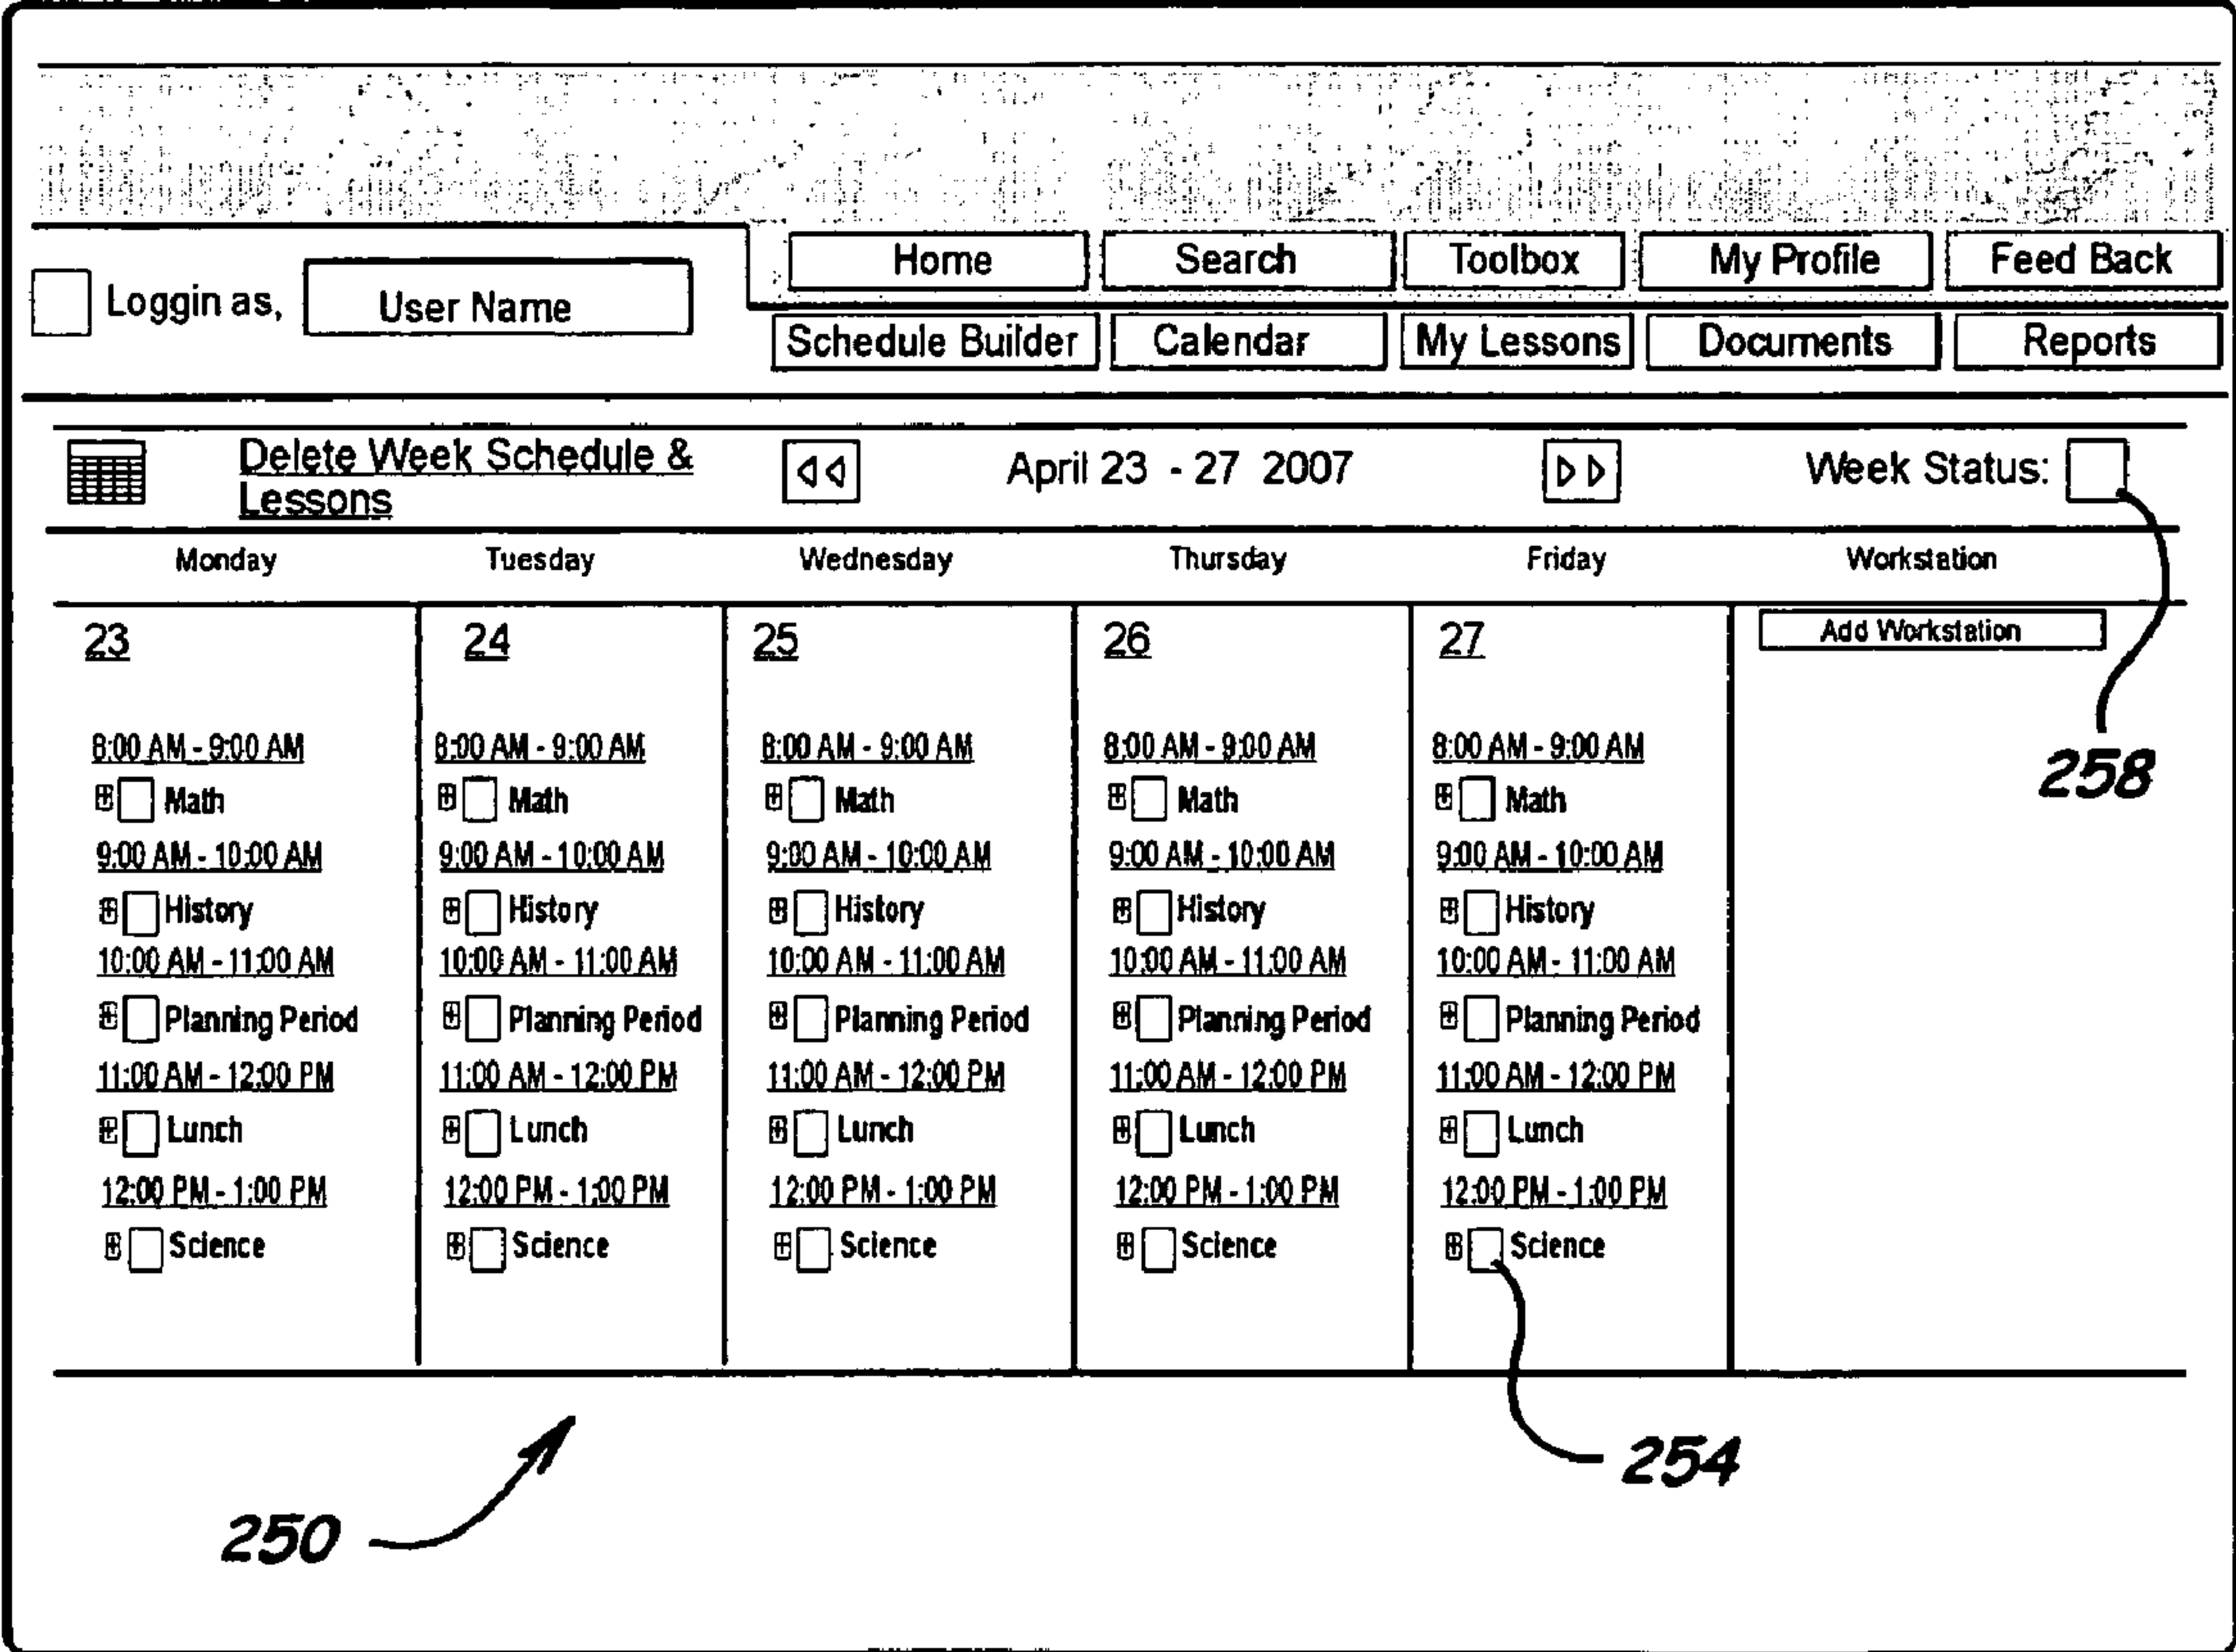 Home Search Toolbox My Profile Feed Back
Loggin as, User Name
Schedule Builder Calendar My Lessons Documents Reports
Delete Week Schedule &
Lessons
April 23 - 27 2007
Week Status:
Monday Tuesday Wednesday Thursday Friday Workstation
23 24 25 26 27 Add Workstation
8:00 AM - 9:00 AM 8:00 AM - 9:00 AM 8:00 AM - 9:00 AM 8:00 AM - 9:00 AM 8:00 AM - 9:00 AM
258
Math Math Math Math Math
9:00 AM - 10:00 AM 9:00 AM - 10:00 AM 9:00 AM - 10:00 AM 9:00 AM - 10:00 AM 9:00 AM - 10:00 AM
History History History History History
10:00 AM - 11:00 AM 10:00 AM - 11:00 AM 10:00 AM - 11:00 AM 10:00 AM - 11:00 AM 10:00 AM - 11:00 AM
Planning Period Planning Period Planning Period Planning Period Planning Period
11:00 AM - 12:00 PM 11:00 AM - 12:00 PM 11:00 AM - 12:00 PM 11:00 AM - 12:00 PM 11:00 AM - 12:00 PM
Lunch Lunch Lunch Lunch Lunch
12:00 PM - 1:00 PM 12:00 PM - 1:00 PM 12:00 PM - 1:00 PM 12:00 PM - 1:00 PM 12:00 PM - 1:00 PM
Science Science Science Science Science
254
250